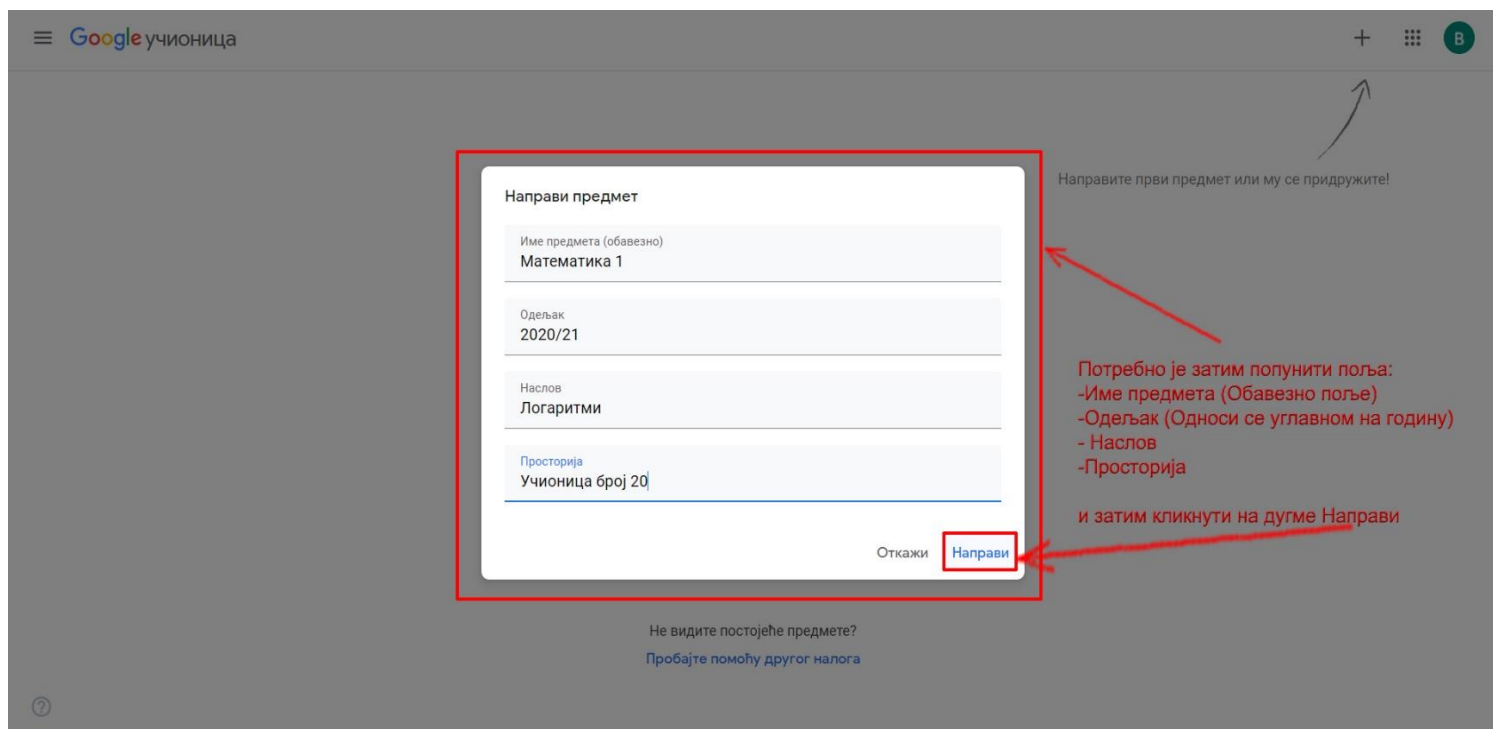 Google учионица
B
Направите први предмет или му се придружите!
Направи предмет
Име предмета (обавезно)
Математика 1
Одељак
2020/21
Наслов
Логаритми
Просторија
Учионица број 20
Откажи Направи
Потребно је затим попунити поља:
-Име предмета (Обавезно поље)
-Одељак (Односи се углавном на годину)
- Наслов
-Просторија
и затим кликнути на дугме Направи
Не видите постојеће предмете?
Пробајте помоћу другог налога